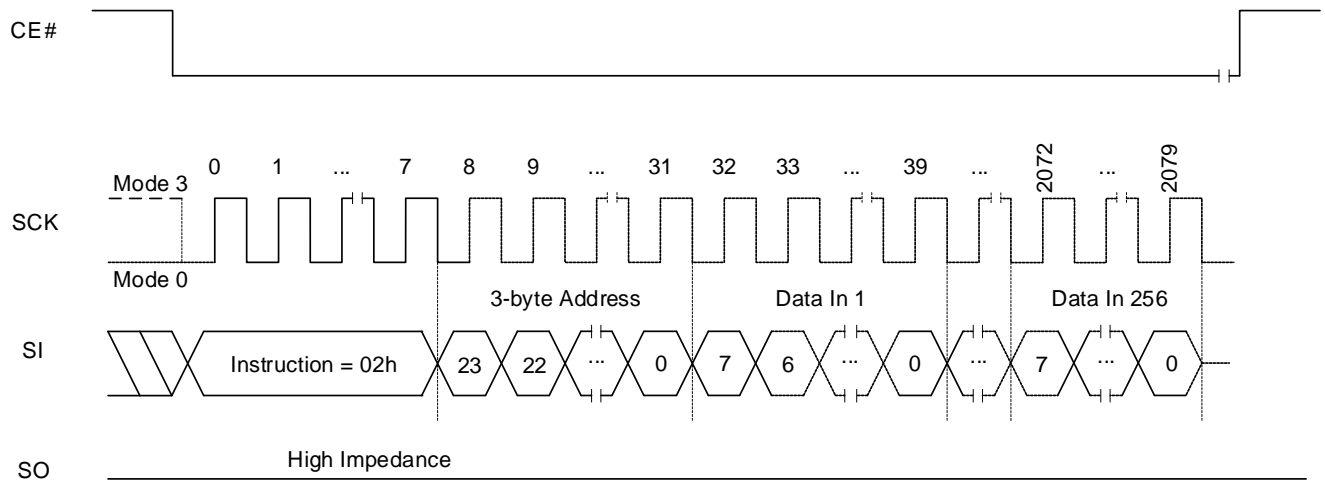 CE#
0 1 ... 7 8 9 ... 31 32 33 ... 39 ... 2072 ... 2079
Mode 3
SCK
Mode 0
3-byte Address Data In 1 Data In 256
SI Instruction = 02h 23 22 ... 0 7 6 ... 0 ... 7 ... 0
High Impedance
SO